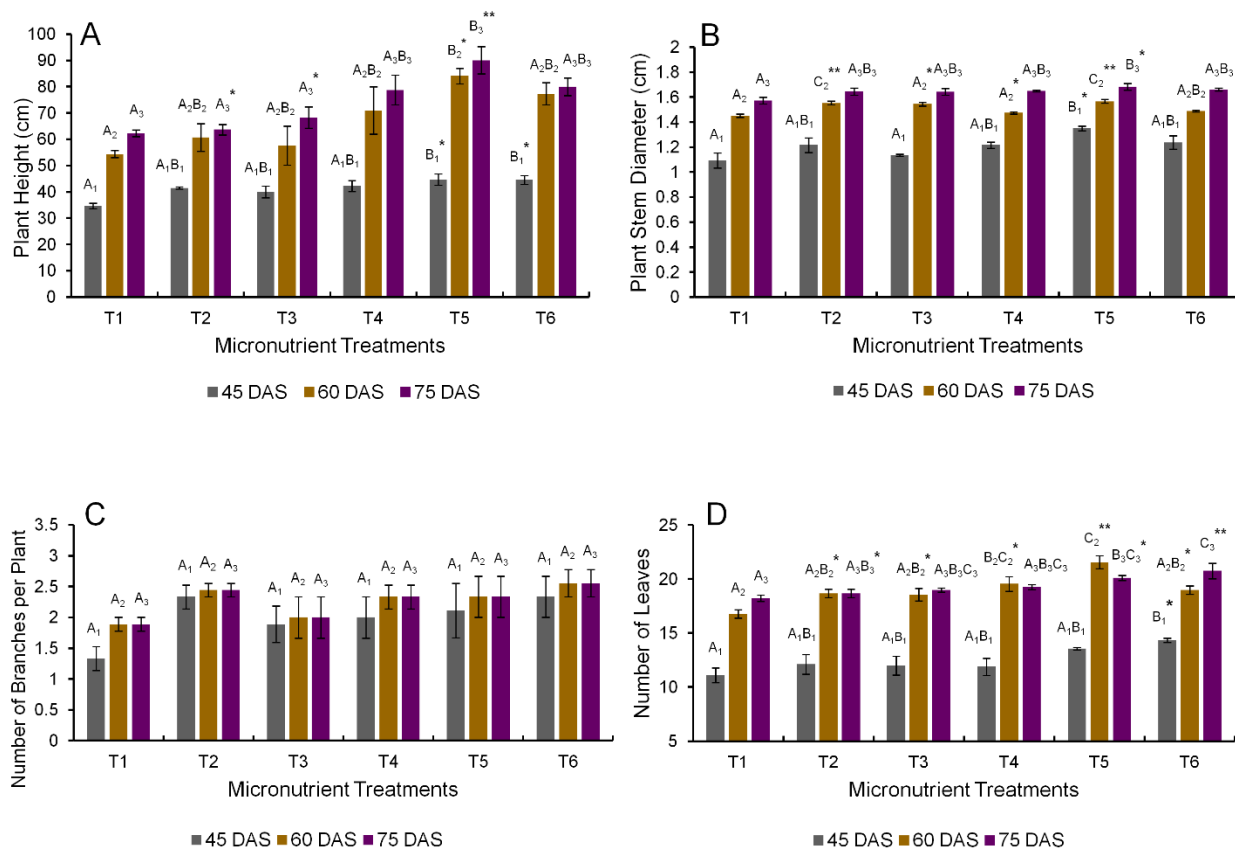 A
Plant Height (cm)
100
90
80
70
60
50
40
30
20
10
0
A₁ A₂ A₃
A₁B₁ A₂B₂ A₃*
A₁B₁ A₂B₂ A₃*
A₁B₁ A₂B₂ A₃B₃
B₁* B₂* B₃**
B₁* A₂B₂ A₃B₃
T1 T2 T3 T4 T5 T6
Micronutrient Treatments
45 DAS 60 DAS 75 DAS
B
Plant Stem Diameter (cm)
2
1.8
1.6
1.4
1.2
1
0.8
0.6
0.4
0.2
0
A₁ A₂ A₃
A₁B₁ C₂** A₃B₃
A₁ A₂* A₃B₃
A₁B₁ A₂* A₃B₃
B₁* C₂** B₃*
A₁B₁ A₂B₂ A₃B₃
T1 T2 T3 T4 T5 T6
Micronutrient Treatments
45 DAS 60 DAS 75 DAS
C
Number of Branches per Plant
3.5
3
2.5
2
1.5
1
0.5
0
A₁ A₂ A₃
A₁ A₂ A₃
A₁ A₂ A₃
A₁ A₂ A₃
A₁ A₂ A₃
A₁ A₂ A₃
T1 T2 T3 T4 T5 T6
Micronutrient Treatments
45 DAS 60 DAS 75 DAS
D
Number of Leaves
25
20
15
10
5
A₁ A₂ A₃
A₁B₁ A₂B₂* A₃B₃*
A₁B₁ A₂B₂* A₃B₃C₃
A₁B₁ B₂C₂* A₃B₃C₃
A₁B₁ C₂** B₃C₃*
B₁* A₂B₂* C₃**
T1 T2 T3 T4 T5 T6
Micronutrient Treatments
45 DAS 60 DAS 75 DAS